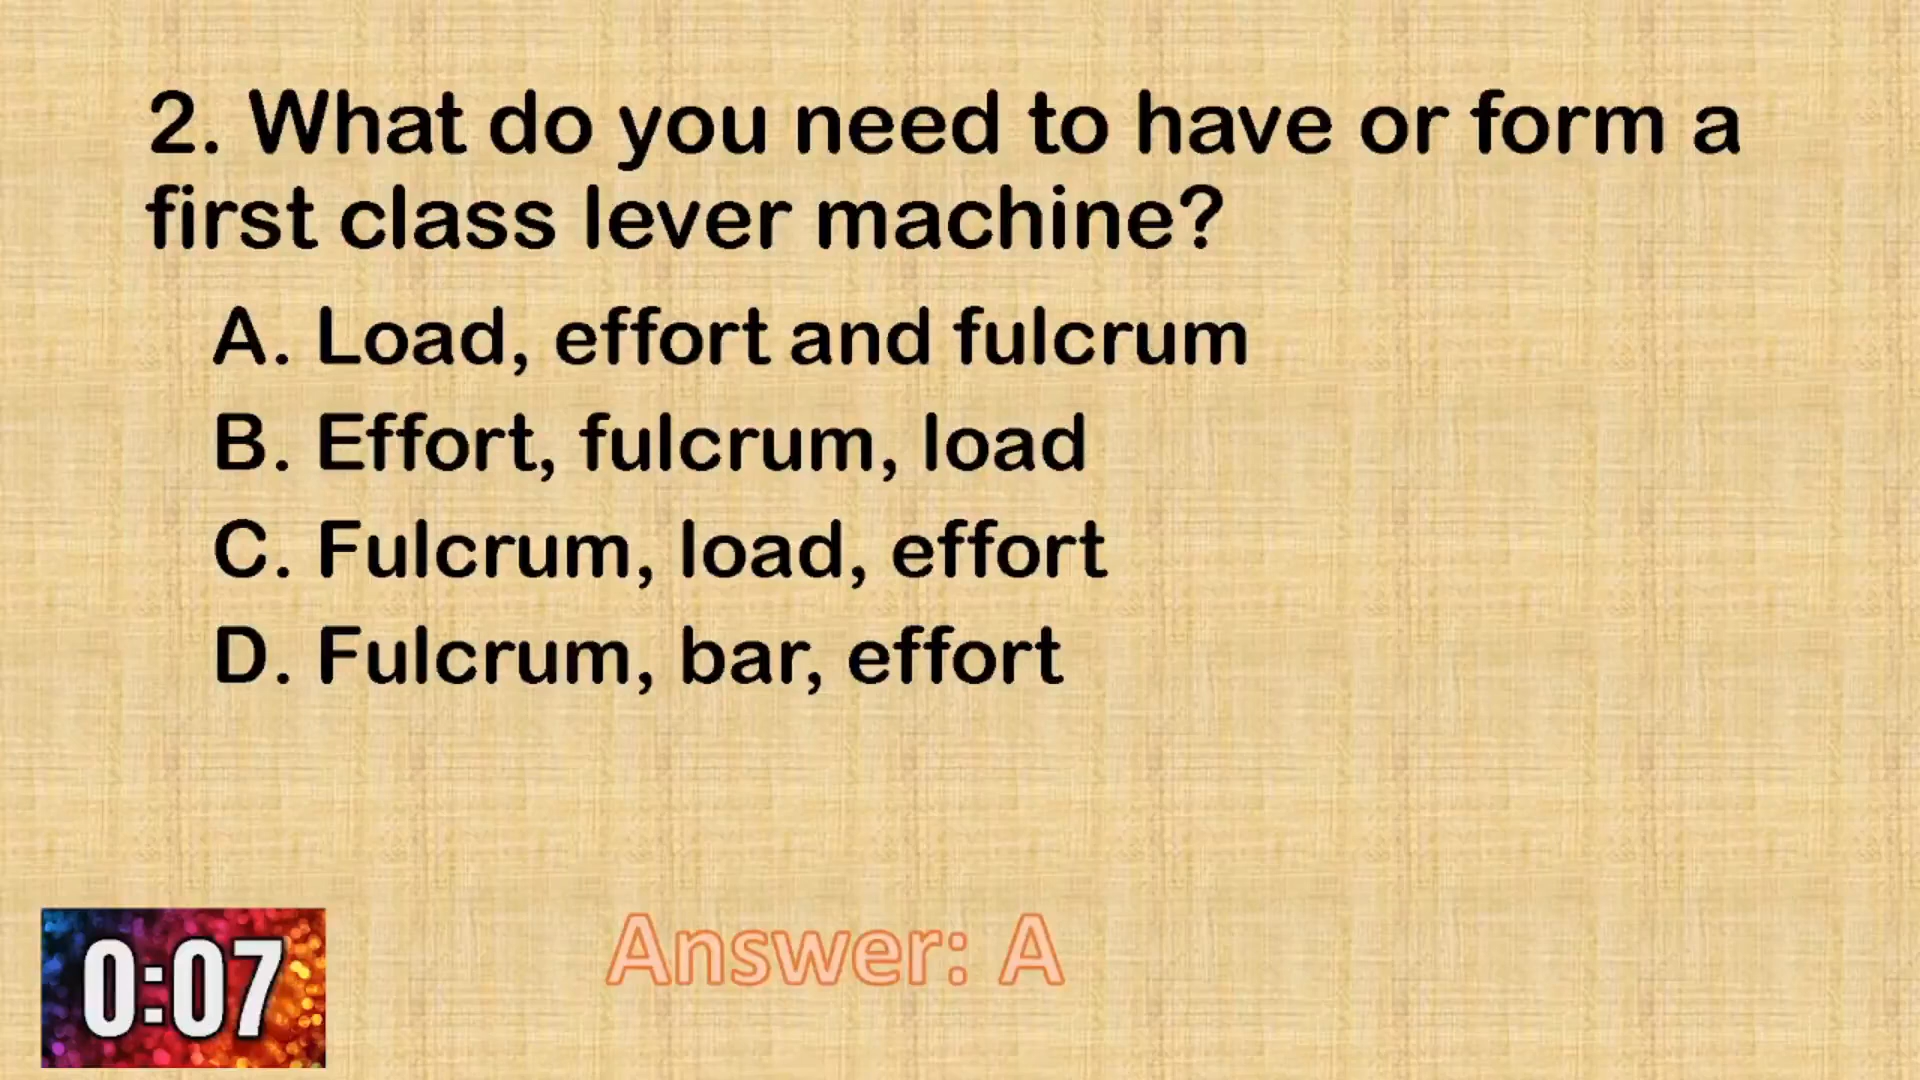 2. What do you need to have or form a
first class lever machine?
A. Load, effort and fulcrum
B. Effort, fulcrum, load
C. Fulcrum, load, effort
D. Fulcrum, bar, effort
Answer: A
0:07